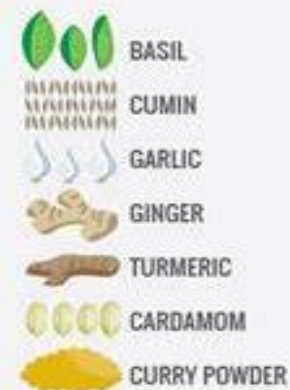 BASIL
CUMIN
GARLIC
GINGER
TURMERIC
CARDAMOM
CURRY POWDER